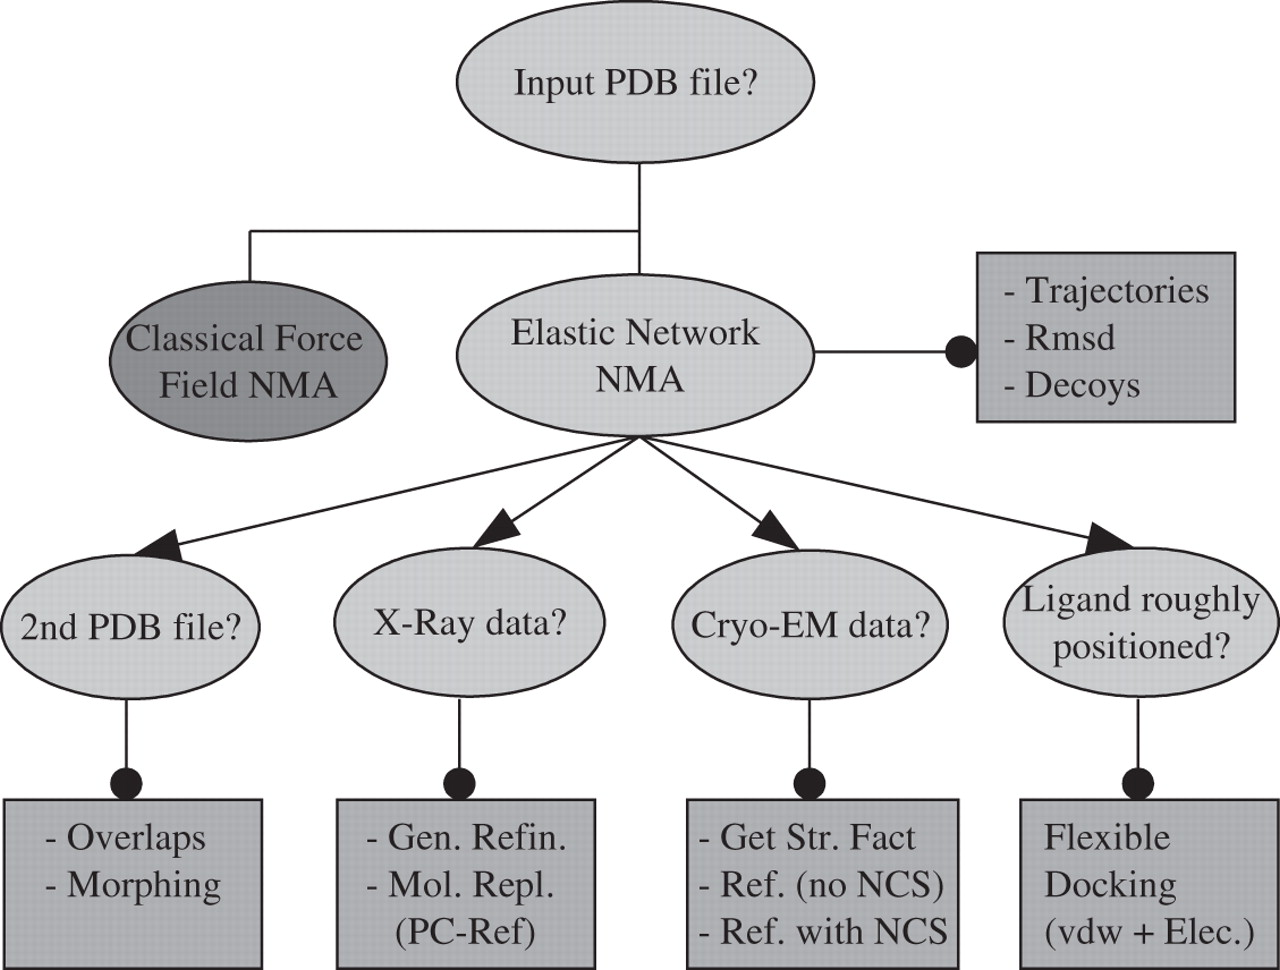 Input PDB file?
Classical Force
Field NMA
Elastic Network
NMA
- Trajectories
- Rmsd
- Decoys
2nd PDB file?
X-Ray data?
Cryo-EM data?
Ligand roughly
positioned?
- Overlaps
- Morphing
- Gen. Refin.
- Mol. Repl.
(PC-Ref)
- Get Str. Fact
- Ref. (no NCS)
- Ref. with NCS
Flexible
Docking
(vdw + Elec.)